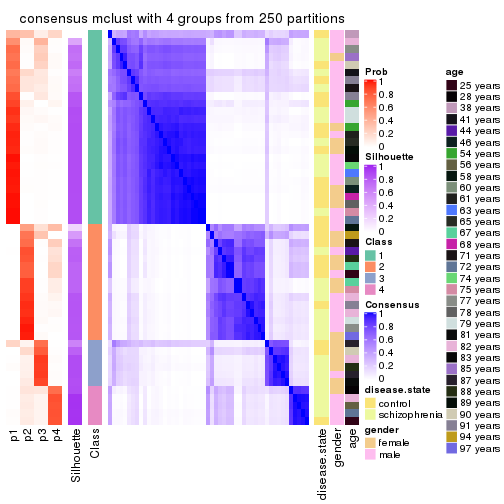 consensus mclust with 4 groups from 250 partitions
p1
p2
p3
p4
Silhouette
Class
disease.state
gender
age
Prob
1
0.8
0.6
0.4
0.2
0
Silhouette
1
0.8
0.6
0.4
0.2
0
Class
1
2
3
4
Consensus
1
0.8
0.6
0.4
0.2
0
disease.state
control
schizophrenia
gender
female
male
age
25 years
28 years
38 years
41 years
44 years
46 years
54 years
56 years
58 years
60 years
61 years
63 years
65 years
67 years
68 years
71 years
72 years
74 years
75 years
77 years
78 years
79 years
81 years
82 years
83 years
85 years
87 years
88 years
89 years
90 years
91 years
94 years
97 years